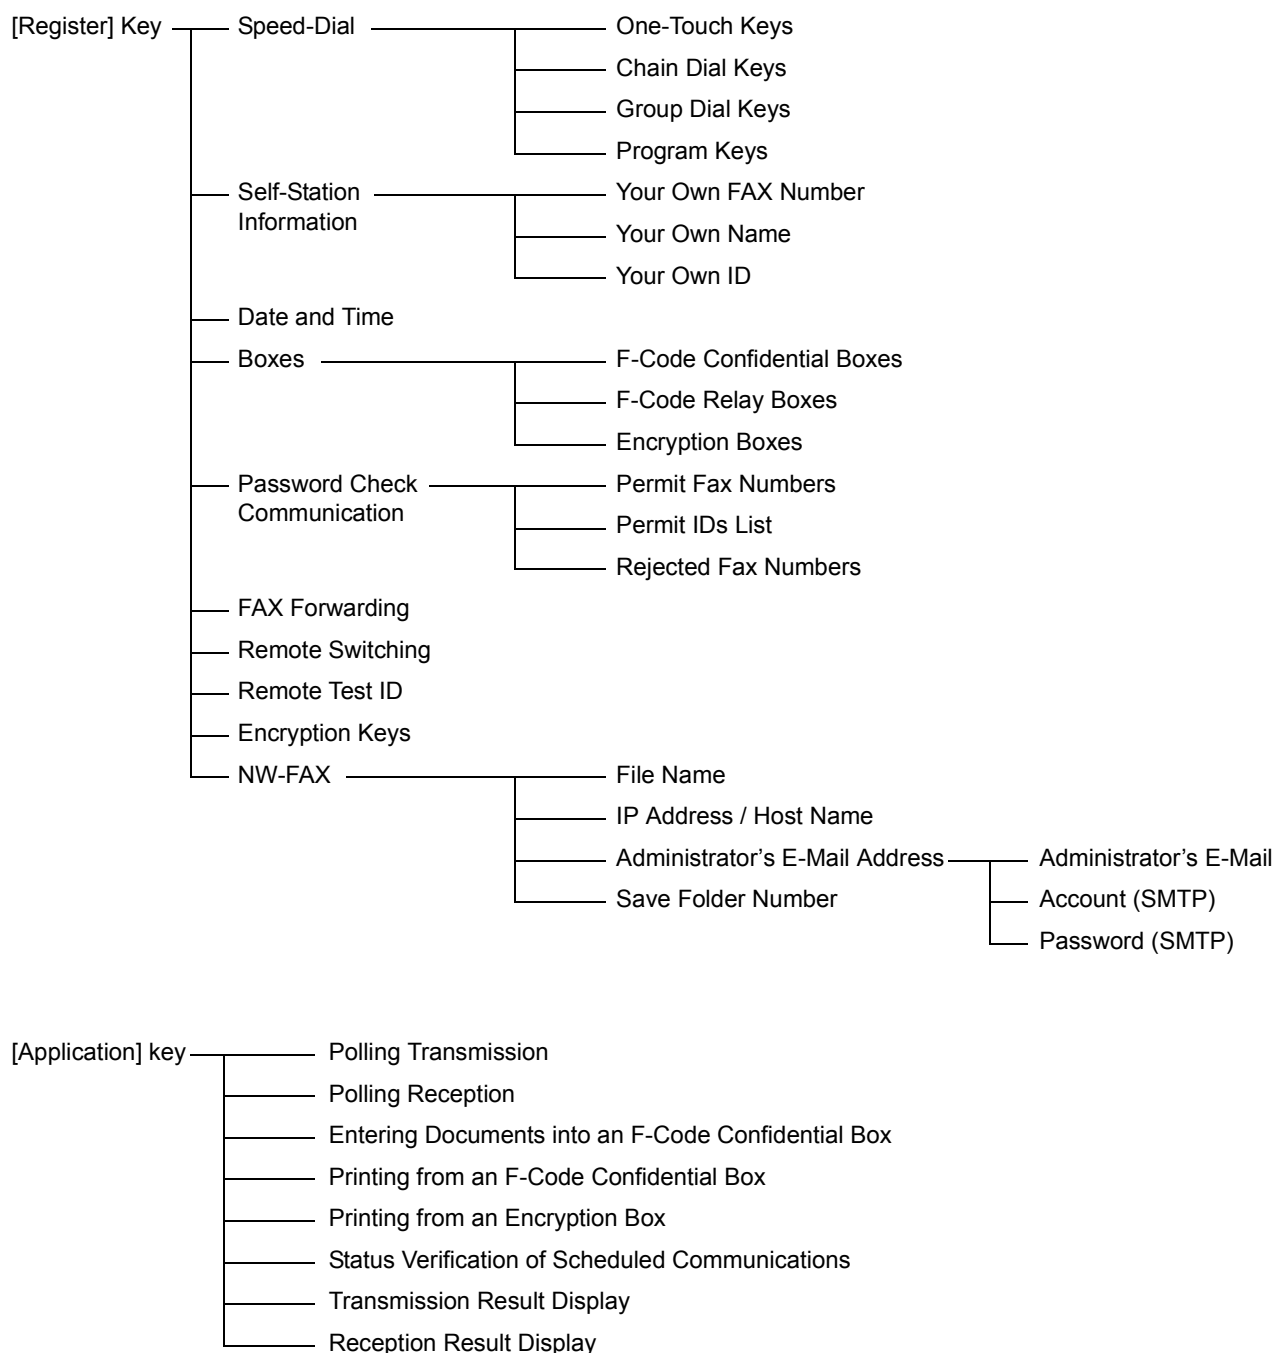 [Register] Key
Speed-Dial
One-Touch Keys
Chain Dial Keys
Group Dial Keys
Program Keys
Self-Station
Information
Your Own FAX Number
Your Own Name
Your Own ID
Date and Time
Boxes
F-Code Confidential Boxes
F-Code Relay Boxes
Encryption Boxes
Password Check
Communication
Permit Fax Numbers
Permit IDs List
Rejected Fax Numbers
FAX Forwarding
Remote Switching
Remote Test ID
Encryption Keys
NW-FAX
File Name
IP Address / Host Name
Administrator’s E-Mail Address
Administrator’s E-Mail
Account (SMTP)
Password (SMTP)
Save Folder Number
[Application] key
Polling Transmission
Polling Reception
Entering Documents into an F-Code Confidential Box
Printing from an F-Code Confidential Box
Printing from an Encryption Box
Status Verification of Scheduled Communications
Transmission Result Display
Reception Result Display